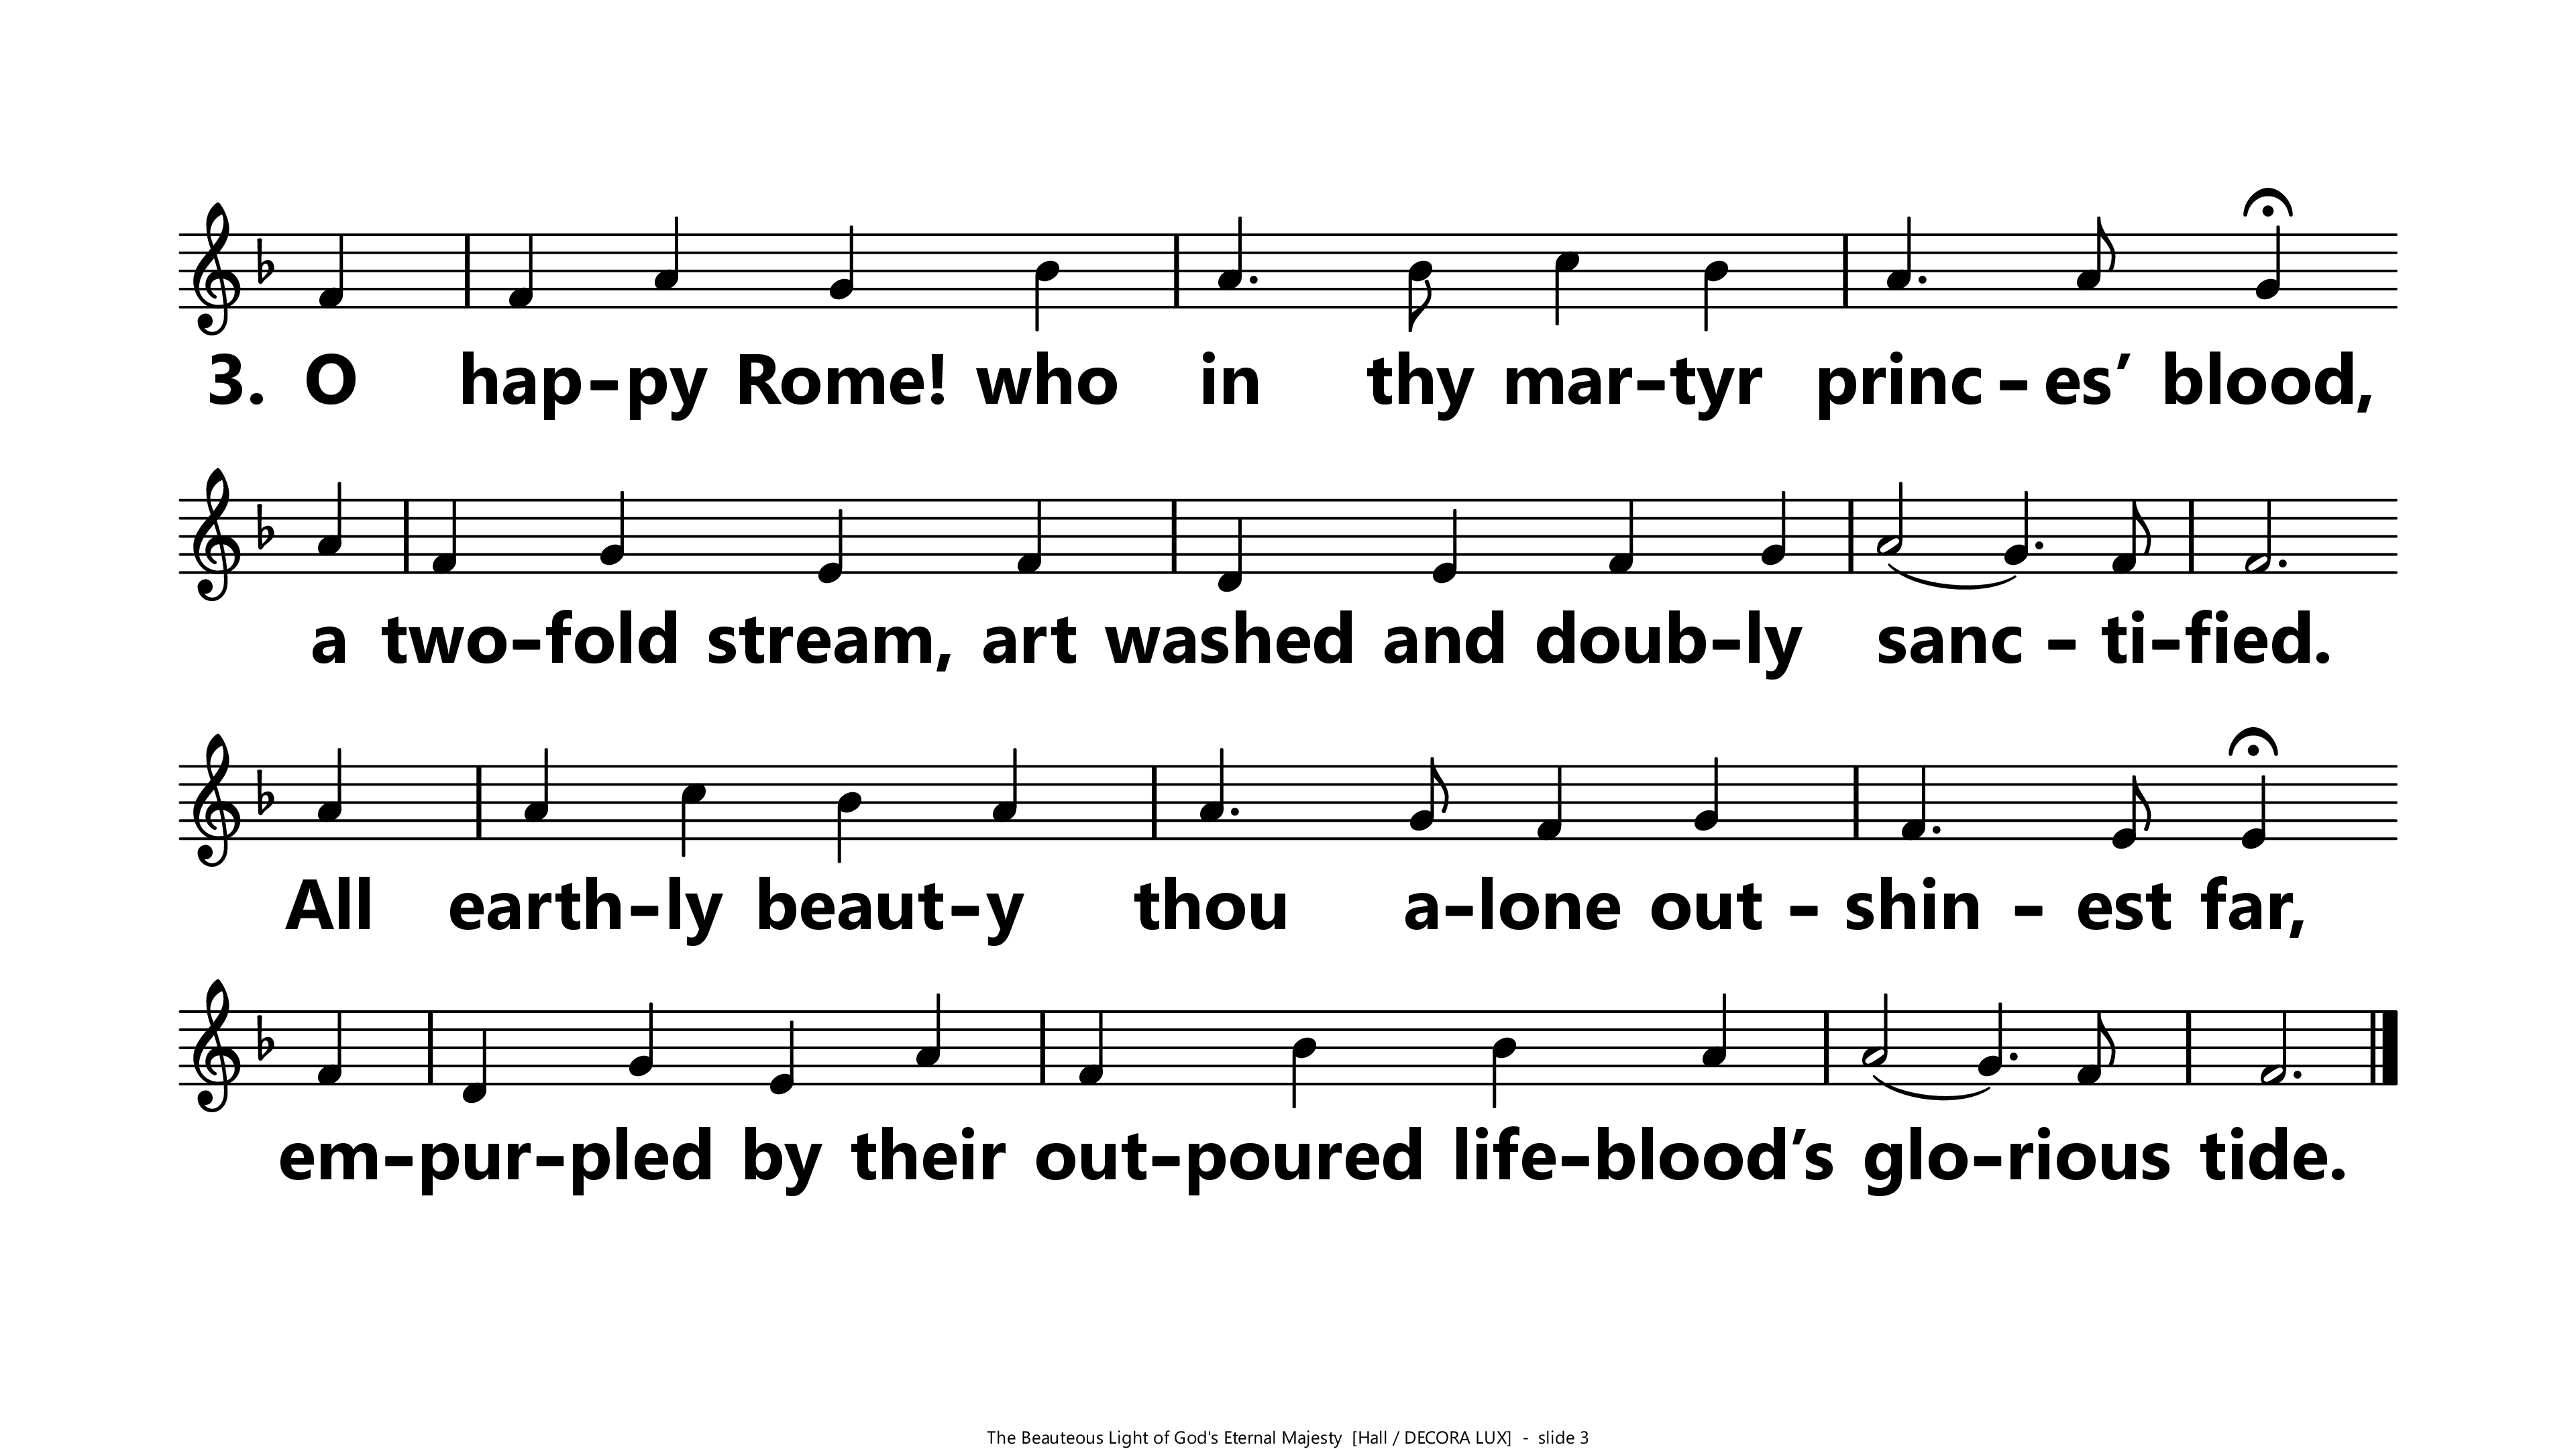 3. O hap-py Rome! who in thy mar-tyr princ-es’ blood,
a two-fold stream, art washed and doub-ly sanc-ti-fied.
All earth-ly beaut-y thou a-lone out-shin-est far,
em-pur-pled by their out-poured life-blood’s glo-rious tide.
The Beauteous Light of God's Eternal Majesty [Hall / DECORA LUX] - slide 3